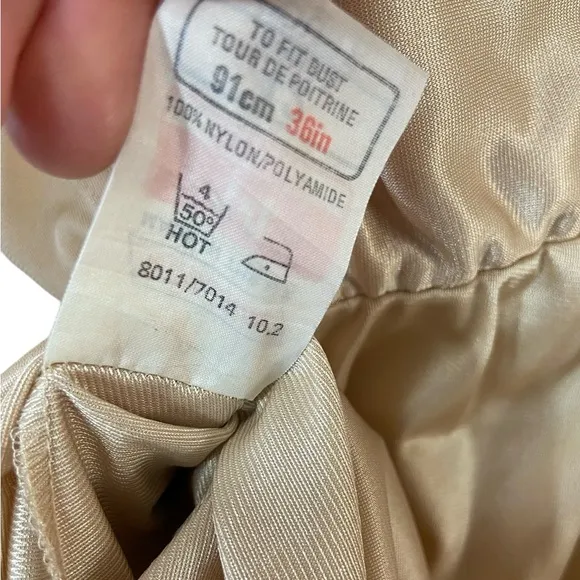 TO FIT BUST
TOUR DE POITRINE
91cm 36in
100% NYLON/POLYAMIDE
4
50°
HOT
8011/7014 10.2